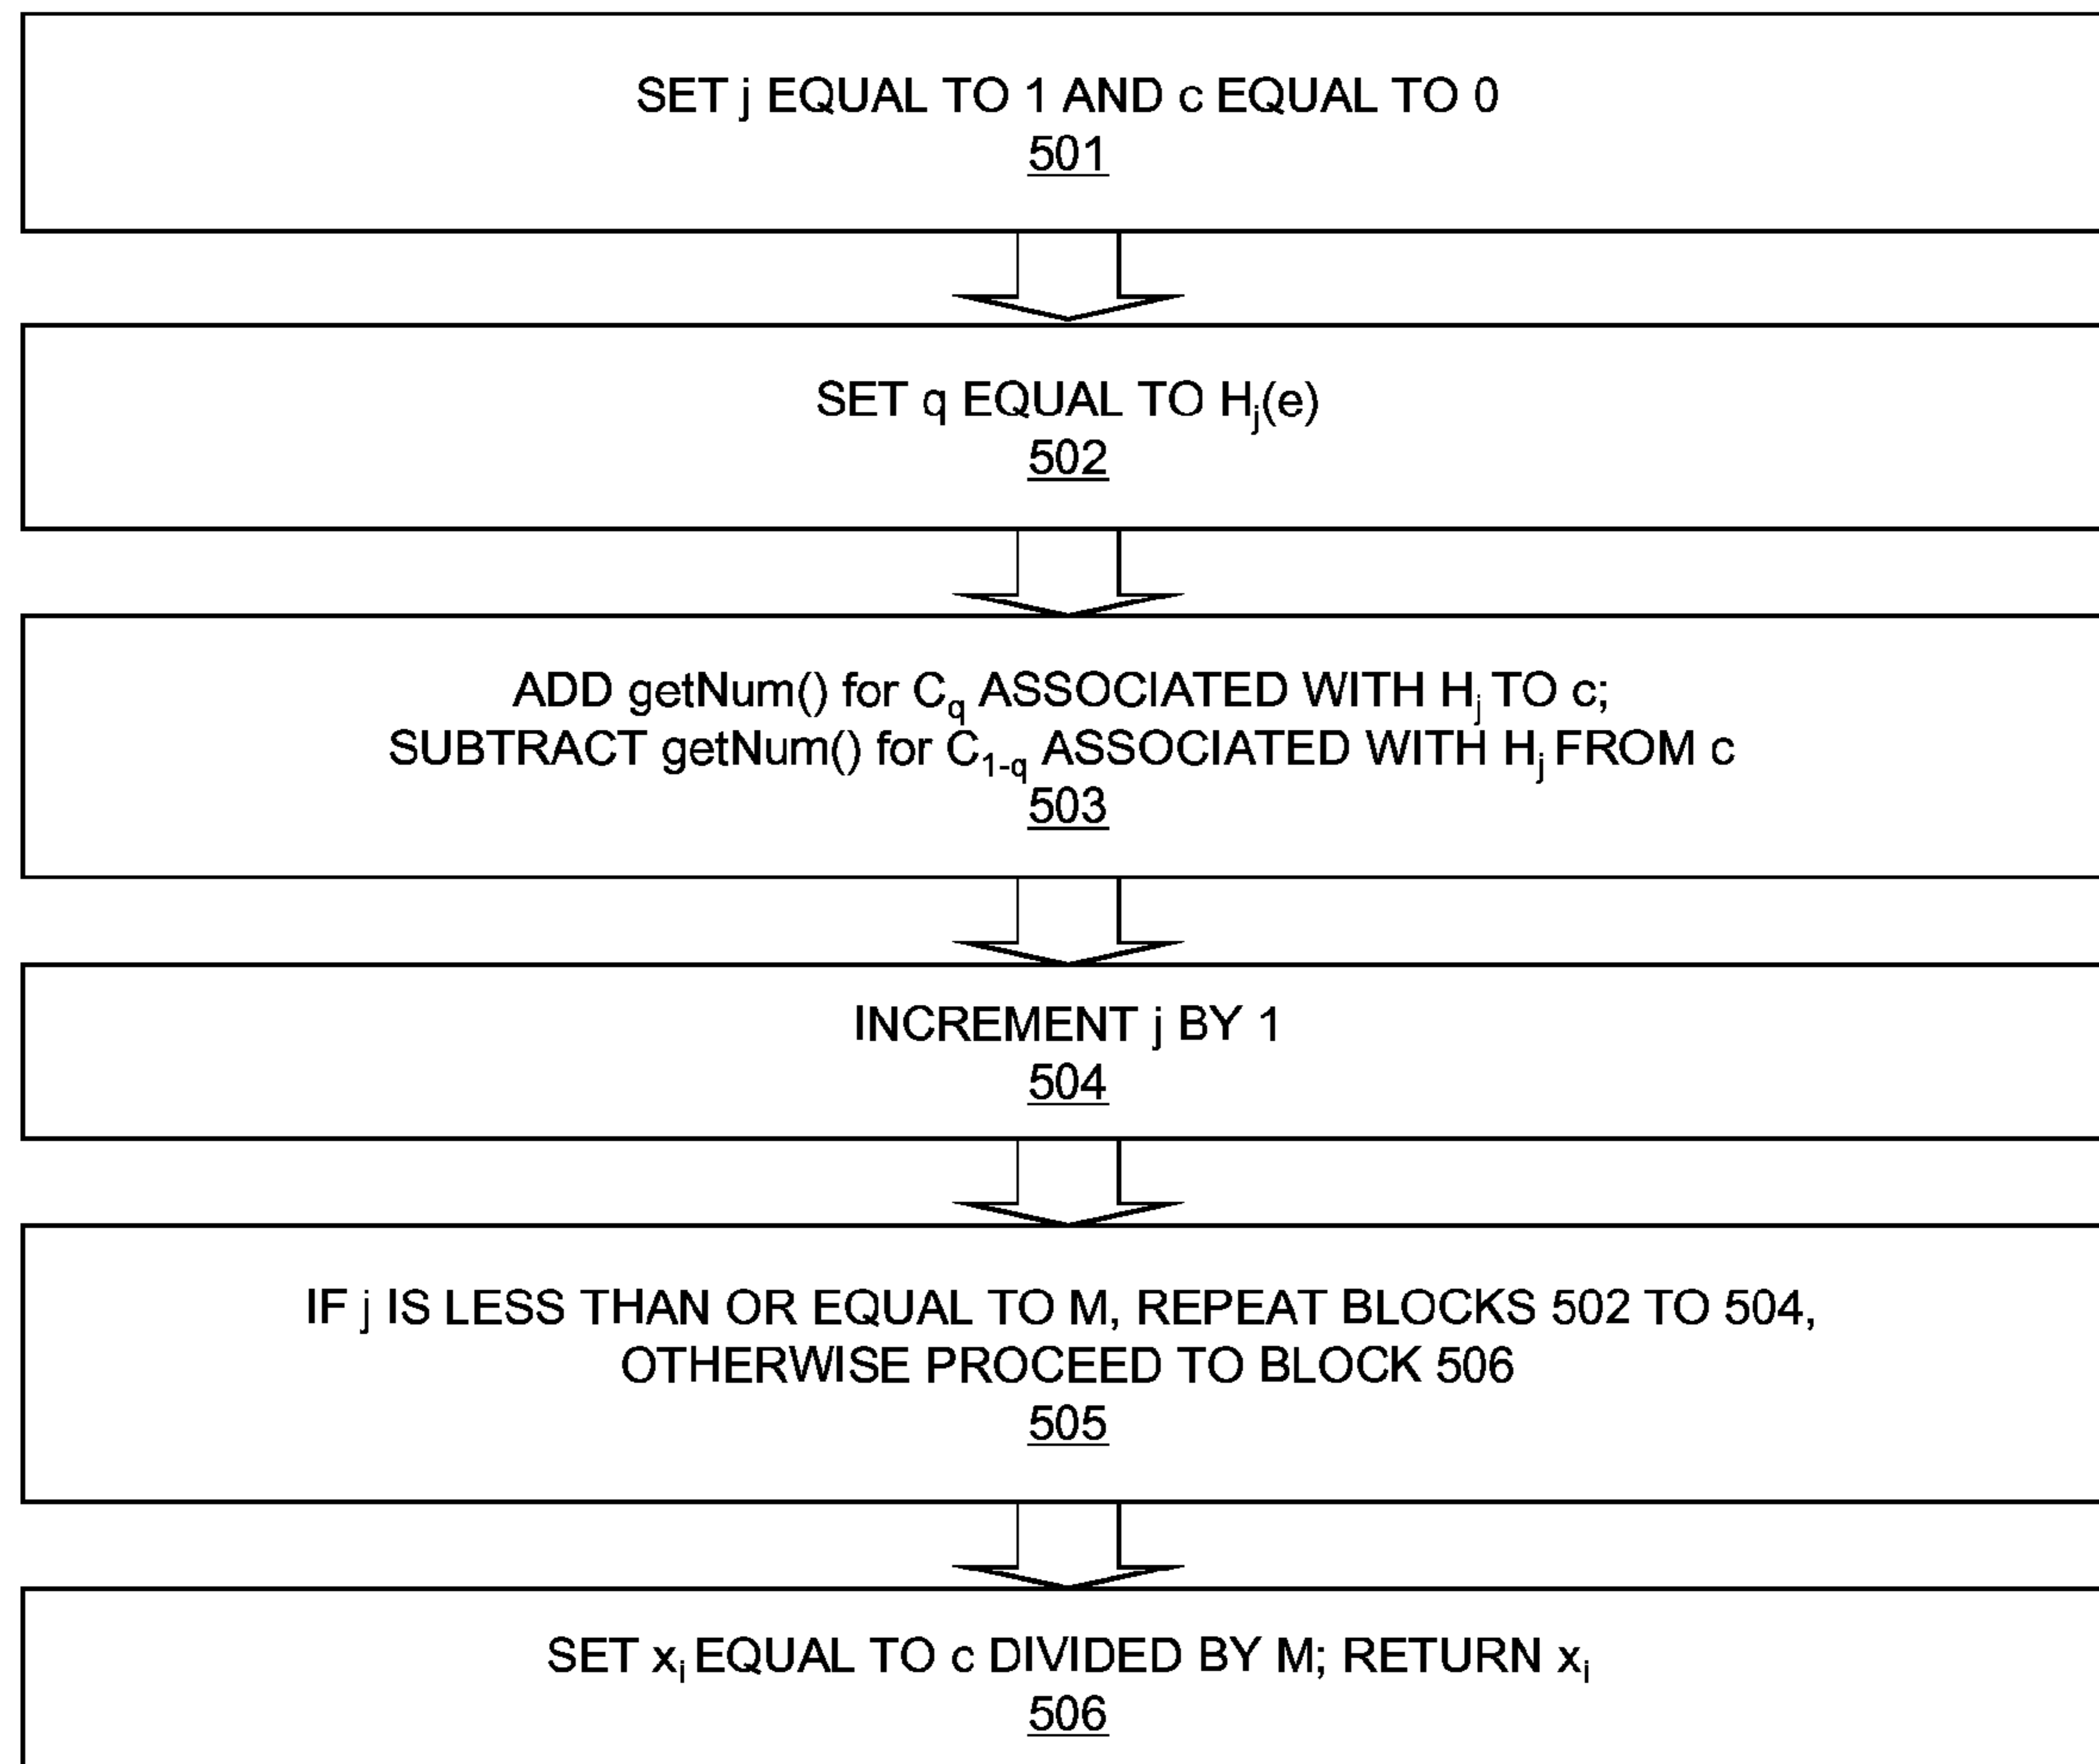 SET j EQUAL TO 1 AND c EQUAL TO 0
501
SET q EQUAL TO Hj(e)
502
ADD getNum() for Cq ASSOCIATED WITH Hj TO c;
SUBTRACT getNum() for C1-q ASSOCIATED WITH Hj FROM c
503
INCREMENT j BY 1
504
IF j IS LESS THAN OR EQUAL TO M, REPEAT BLOCKS 502 TO 504,
OTHERWISE PROCEED TO BLOCK 506
505
SET xi EQUAL TO c DIVIDED BY M; RETURN xi
506